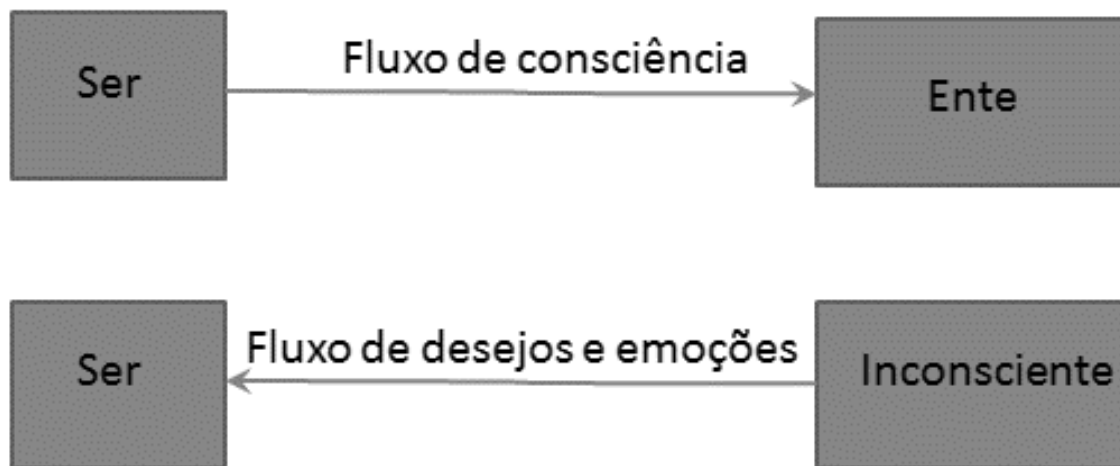 Ser
Fluxo de consciência
Ente
Ser
Fluxo de desejos e emoções
Inconsciente